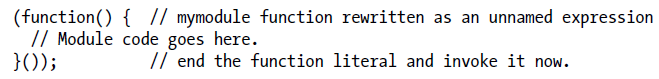 (function() {  // mymodule function rewritten as an unnamed expression
  // Module code goes here.
}());          // end the function literal and invoke it now.